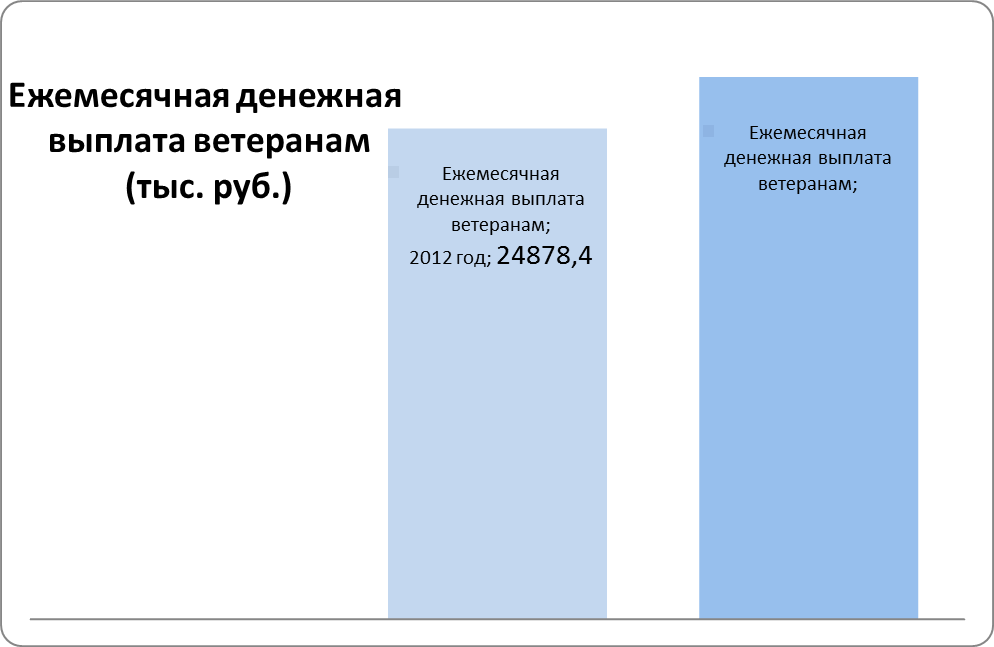 Ежемесячная денежная
выплата ветеранам
(тыс. руб.)
Ежемесячная
денежная выплата
ветеранам;
2012 год; 24878,4
Ежемесячная
денежная выплата
ветеранам;